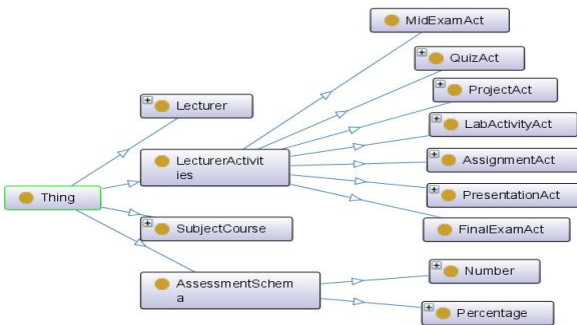 MidExamAct
QuizAct
ProjectAct
Lecturer
LabActivityAct
LecturerActivit
ies
AssignmentAct
Thing
PresentationAct
SubjectCourse
FinalExamAct
AssessmentSchem
a
Number
Percentage